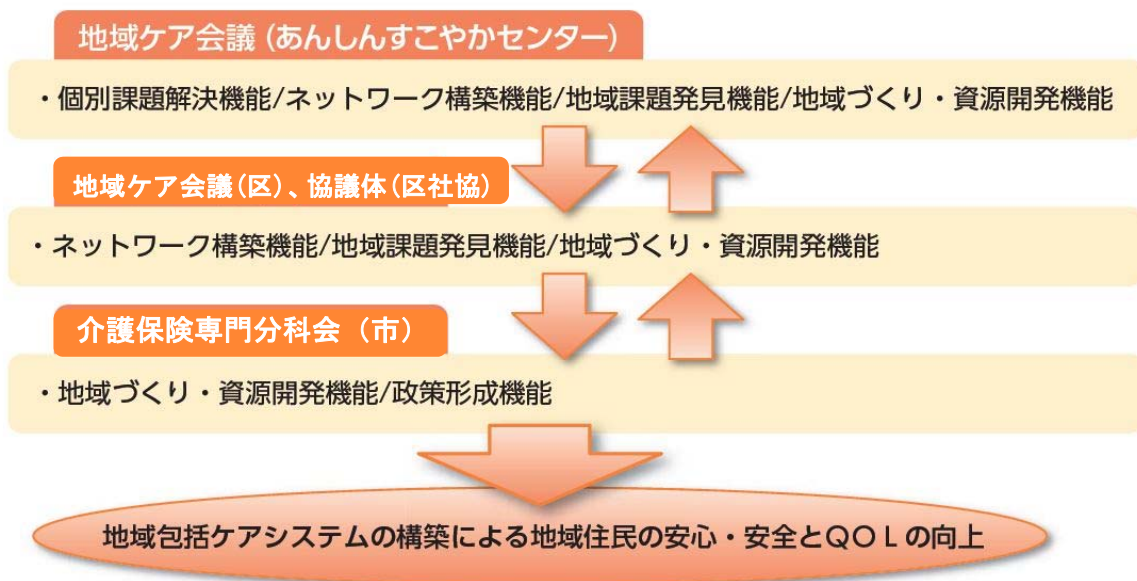 地域ケア会議(あんしんすこやかセンター)
・個別課題解決機能/ネットワーク構築機能/地域課題発見機能/地域づくり・資源開発機能
地域ケア会議(区)、協議体(区社協)
・ネットワーク構築機能/地域課題発見機能/地域づくり・資源開発機能
介護保険専門分科会（市）
・地域づくり・資源開発機能/政策形成機能
地域包括ケアシステムの構築による地域住民の安心・安全とＱＯＬの向上